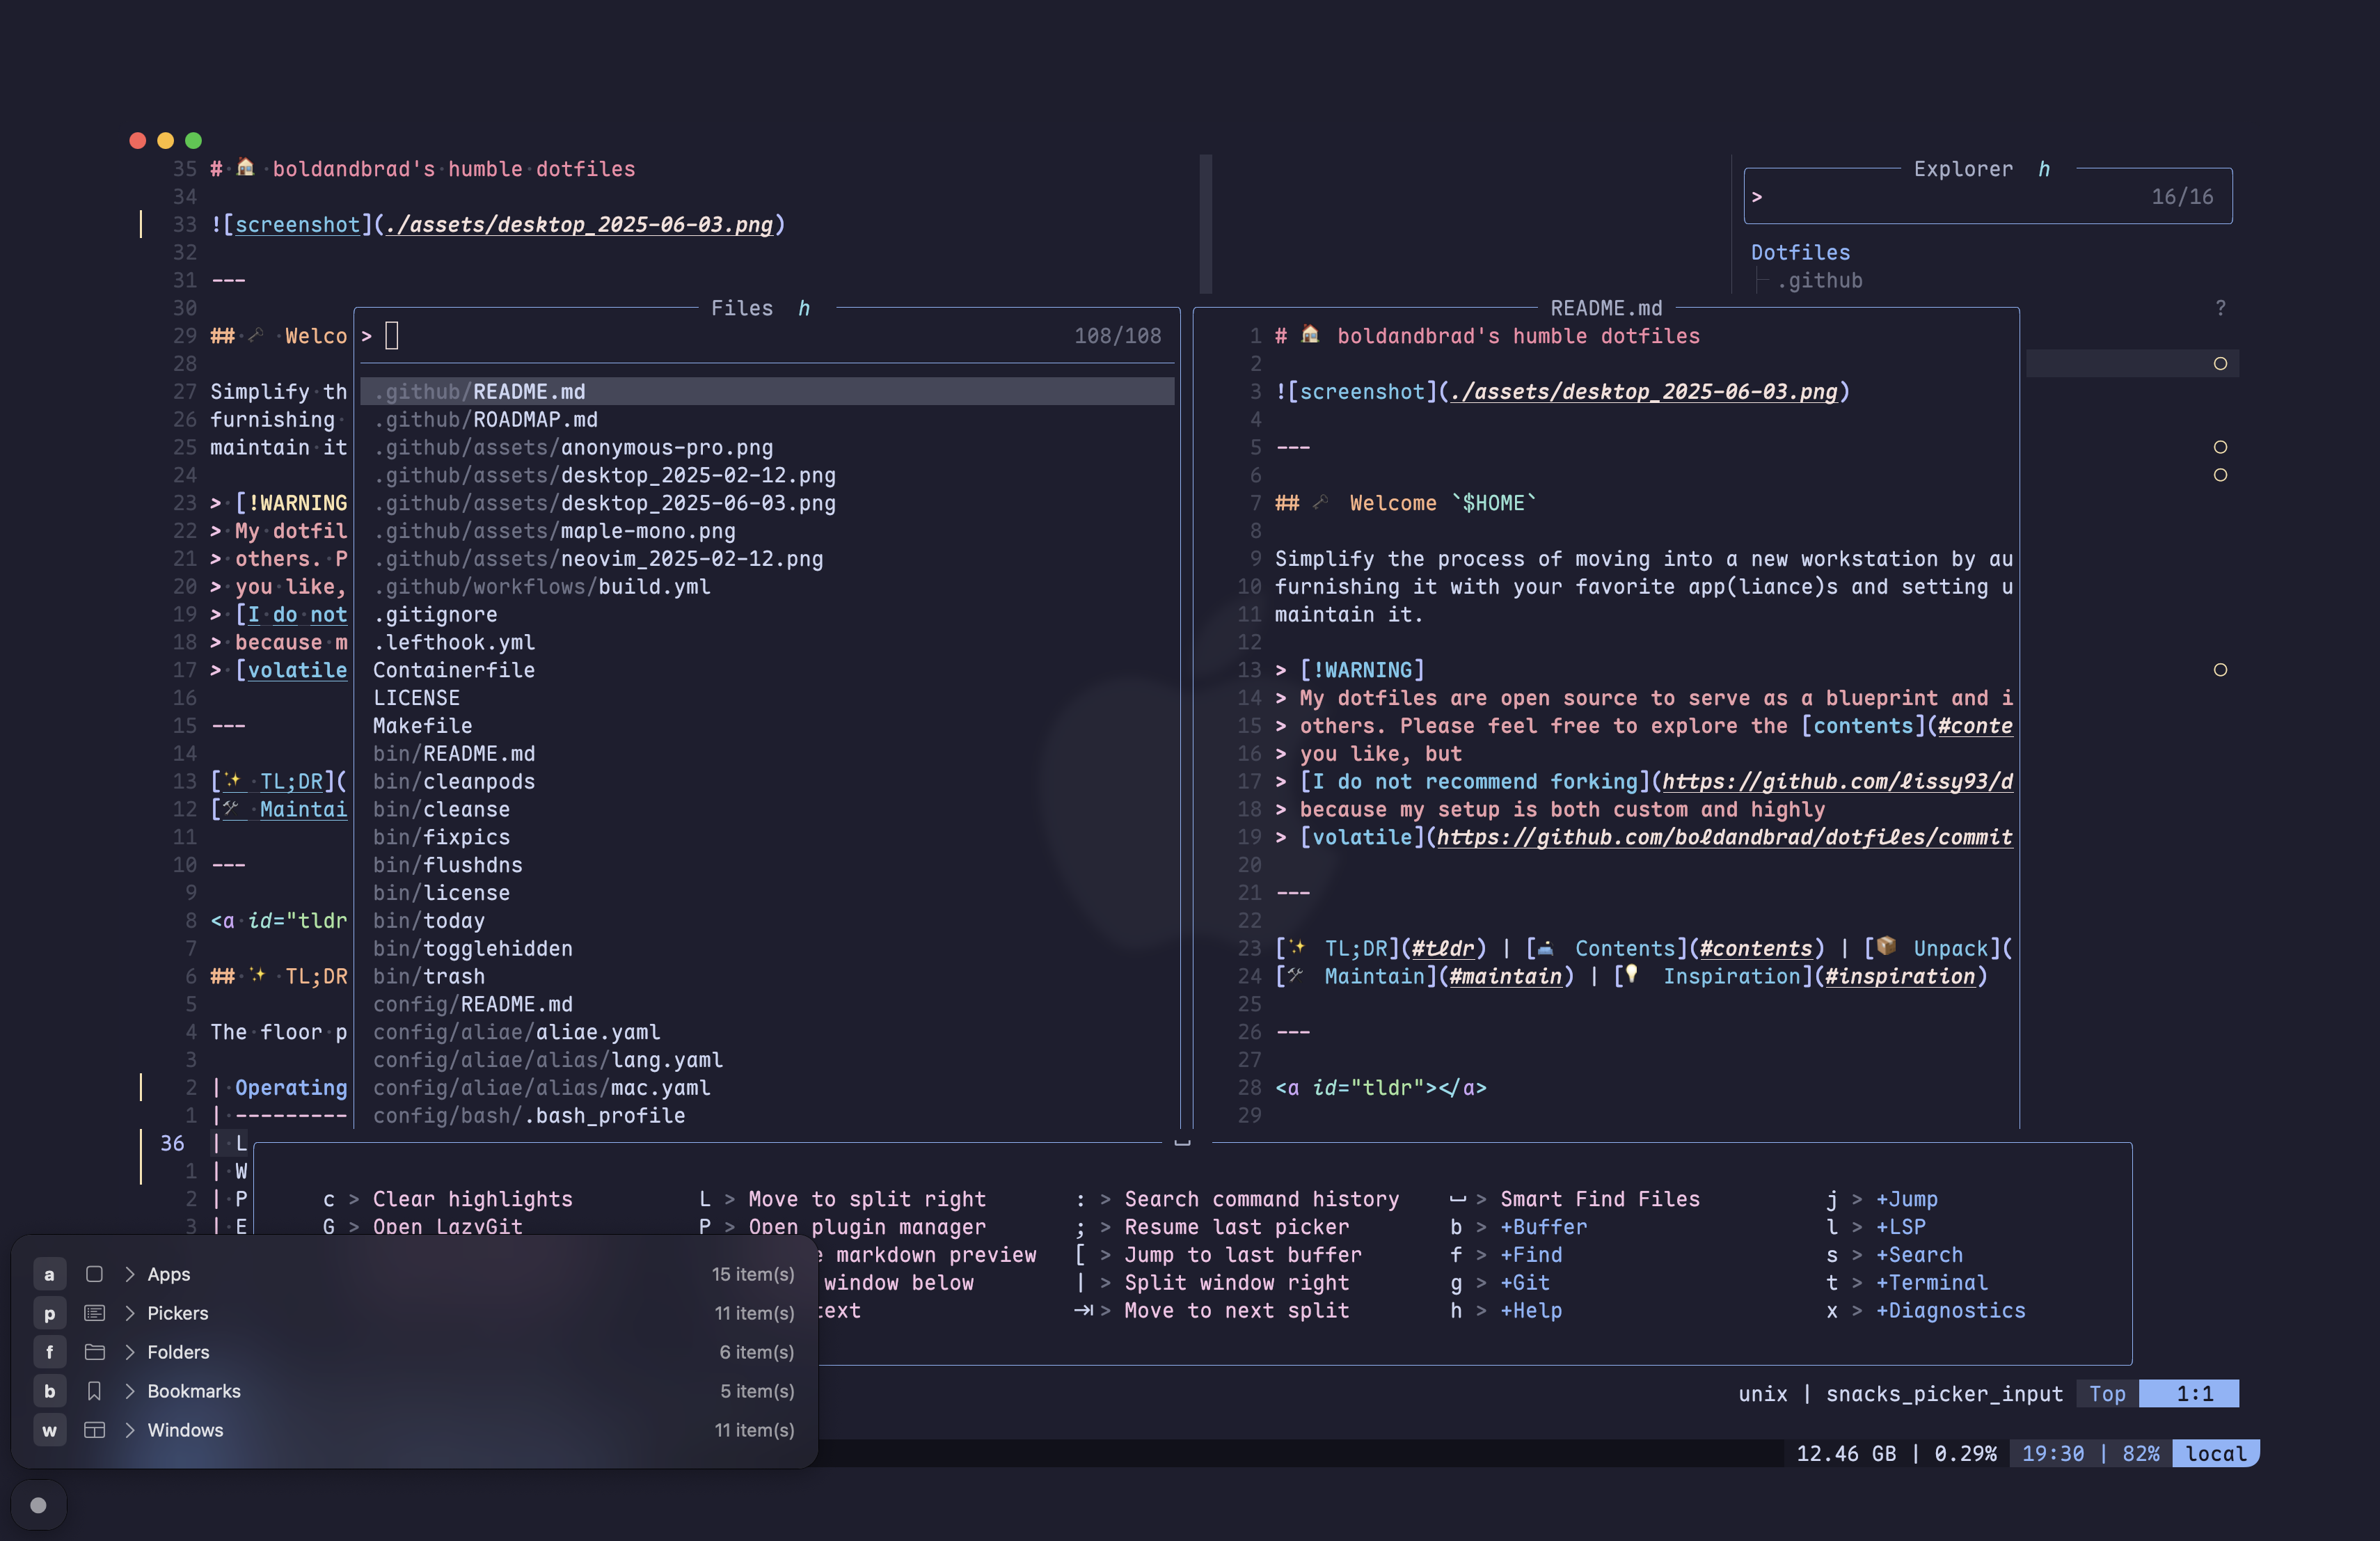 35 # 🏠 boldandbrad's humble dotfiles
34
33 ![screenshot](./assets/desktop_2025-06-03.png)
32
31 ---
30
29 ## 🗝 Welco
28
27 Simplify th
26 furnishing
25 maintain it
24
23 > [!WARNING
22 > My dotfil
21 > others. P
20 > you like,
19 > [I do not
18 > because m
17 > [volatile
16
15 ---
14
13 [✨ TL;DR](
12 [🛠 Maintai
11
10 ---
9
8 <a id="tldr
7
6 ## ✨ TL;DR
5
4 The floor p
3
2 | Operating
1 | ---------
36 | L
1 | W
2 | P
3 | E
Explorer h
> 16/16
Dotfiles
.github
?
Files h
> 108/108
.github/README.md
.github/ROADMAP.md
.github/assets/anonymous-pro.png
.github/assets/desktop_2025-02-12.png
.github/assets/desktop_2025-06-03.png
.github/assets/maple-mono.png
.github/assets/neovim_2025-02-12.png
.github/workflows/build.yml
.gitignore
.lefthook.yml
Containerfile
LICENSE
Makefile
bin/README.md
bin/cleanpods
bin/cleanse
bin/fixpics
bin/flushdns
bin/license
bin/today
bin/togglehidden
bin/trash
config/README.md
config/aliae/aliae.yaml
config/aliae/alias/lang.yaml
config/aliae/alias/mac.yaml
config/bash/.bash_profile
README.md
1 # 🏠 boldandbrad's humble dotfiles
2
3 ![screenshot](./assets/desktop_2025-06-03.png)
4
5 ---
6
7 ## 🗝 Welcome `$HOME`
8
9 Simplify the process of moving into a new workstation by au
10 furnishing it with your favorite app(liance)s and setting u
11 maintain it.
12
13 > [!WARNING]
14 > My dotfiles are open source to serve as a blueprint and i
15 > others. Please feel free to explore the [contents](#conte
16 > you like, but
17 > [I do not recommend forking](https://github.com/lissy93/d
18 > because my setup is both custom and highly
19 > [volatile](https://github.com/boldandbrad/dotfiles/commit
20
21 ---
22
23 [✨ TL;DR](#tldr) | [🛋 Contents](#contents) | [📦 Unpack](
24 [🛠 Maintain](#maintain) | [💡 Inspiration](#inspiration)
25
26 ---
27
28 <a id="tldr"></a>
29
␣
c > Clear highlights L > Move to split right : > Search command history ␣ > Smart Find Files j > +Jump
G > Open LazyGit P > Open plugin manager ; > Resume last picker b > +Buffer l > +LSP
e markdown preview [ > Jump to last buffer f > +Find s > +Search
window below | > Split window right g > +Git t > +Terminal
text ⇥ > Move to next split h > +Help x > +Diagnostics
a > Apps 15 item(s)
p > Pickers 11 item(s)
f > Folders 6 item(s)
b > Bookmarks 5 item(s)
w > Windows 11 item(s)
unix | snacks_picker_input Top 1:1
12.46 GB | 0.29% 19:30 | 82% local